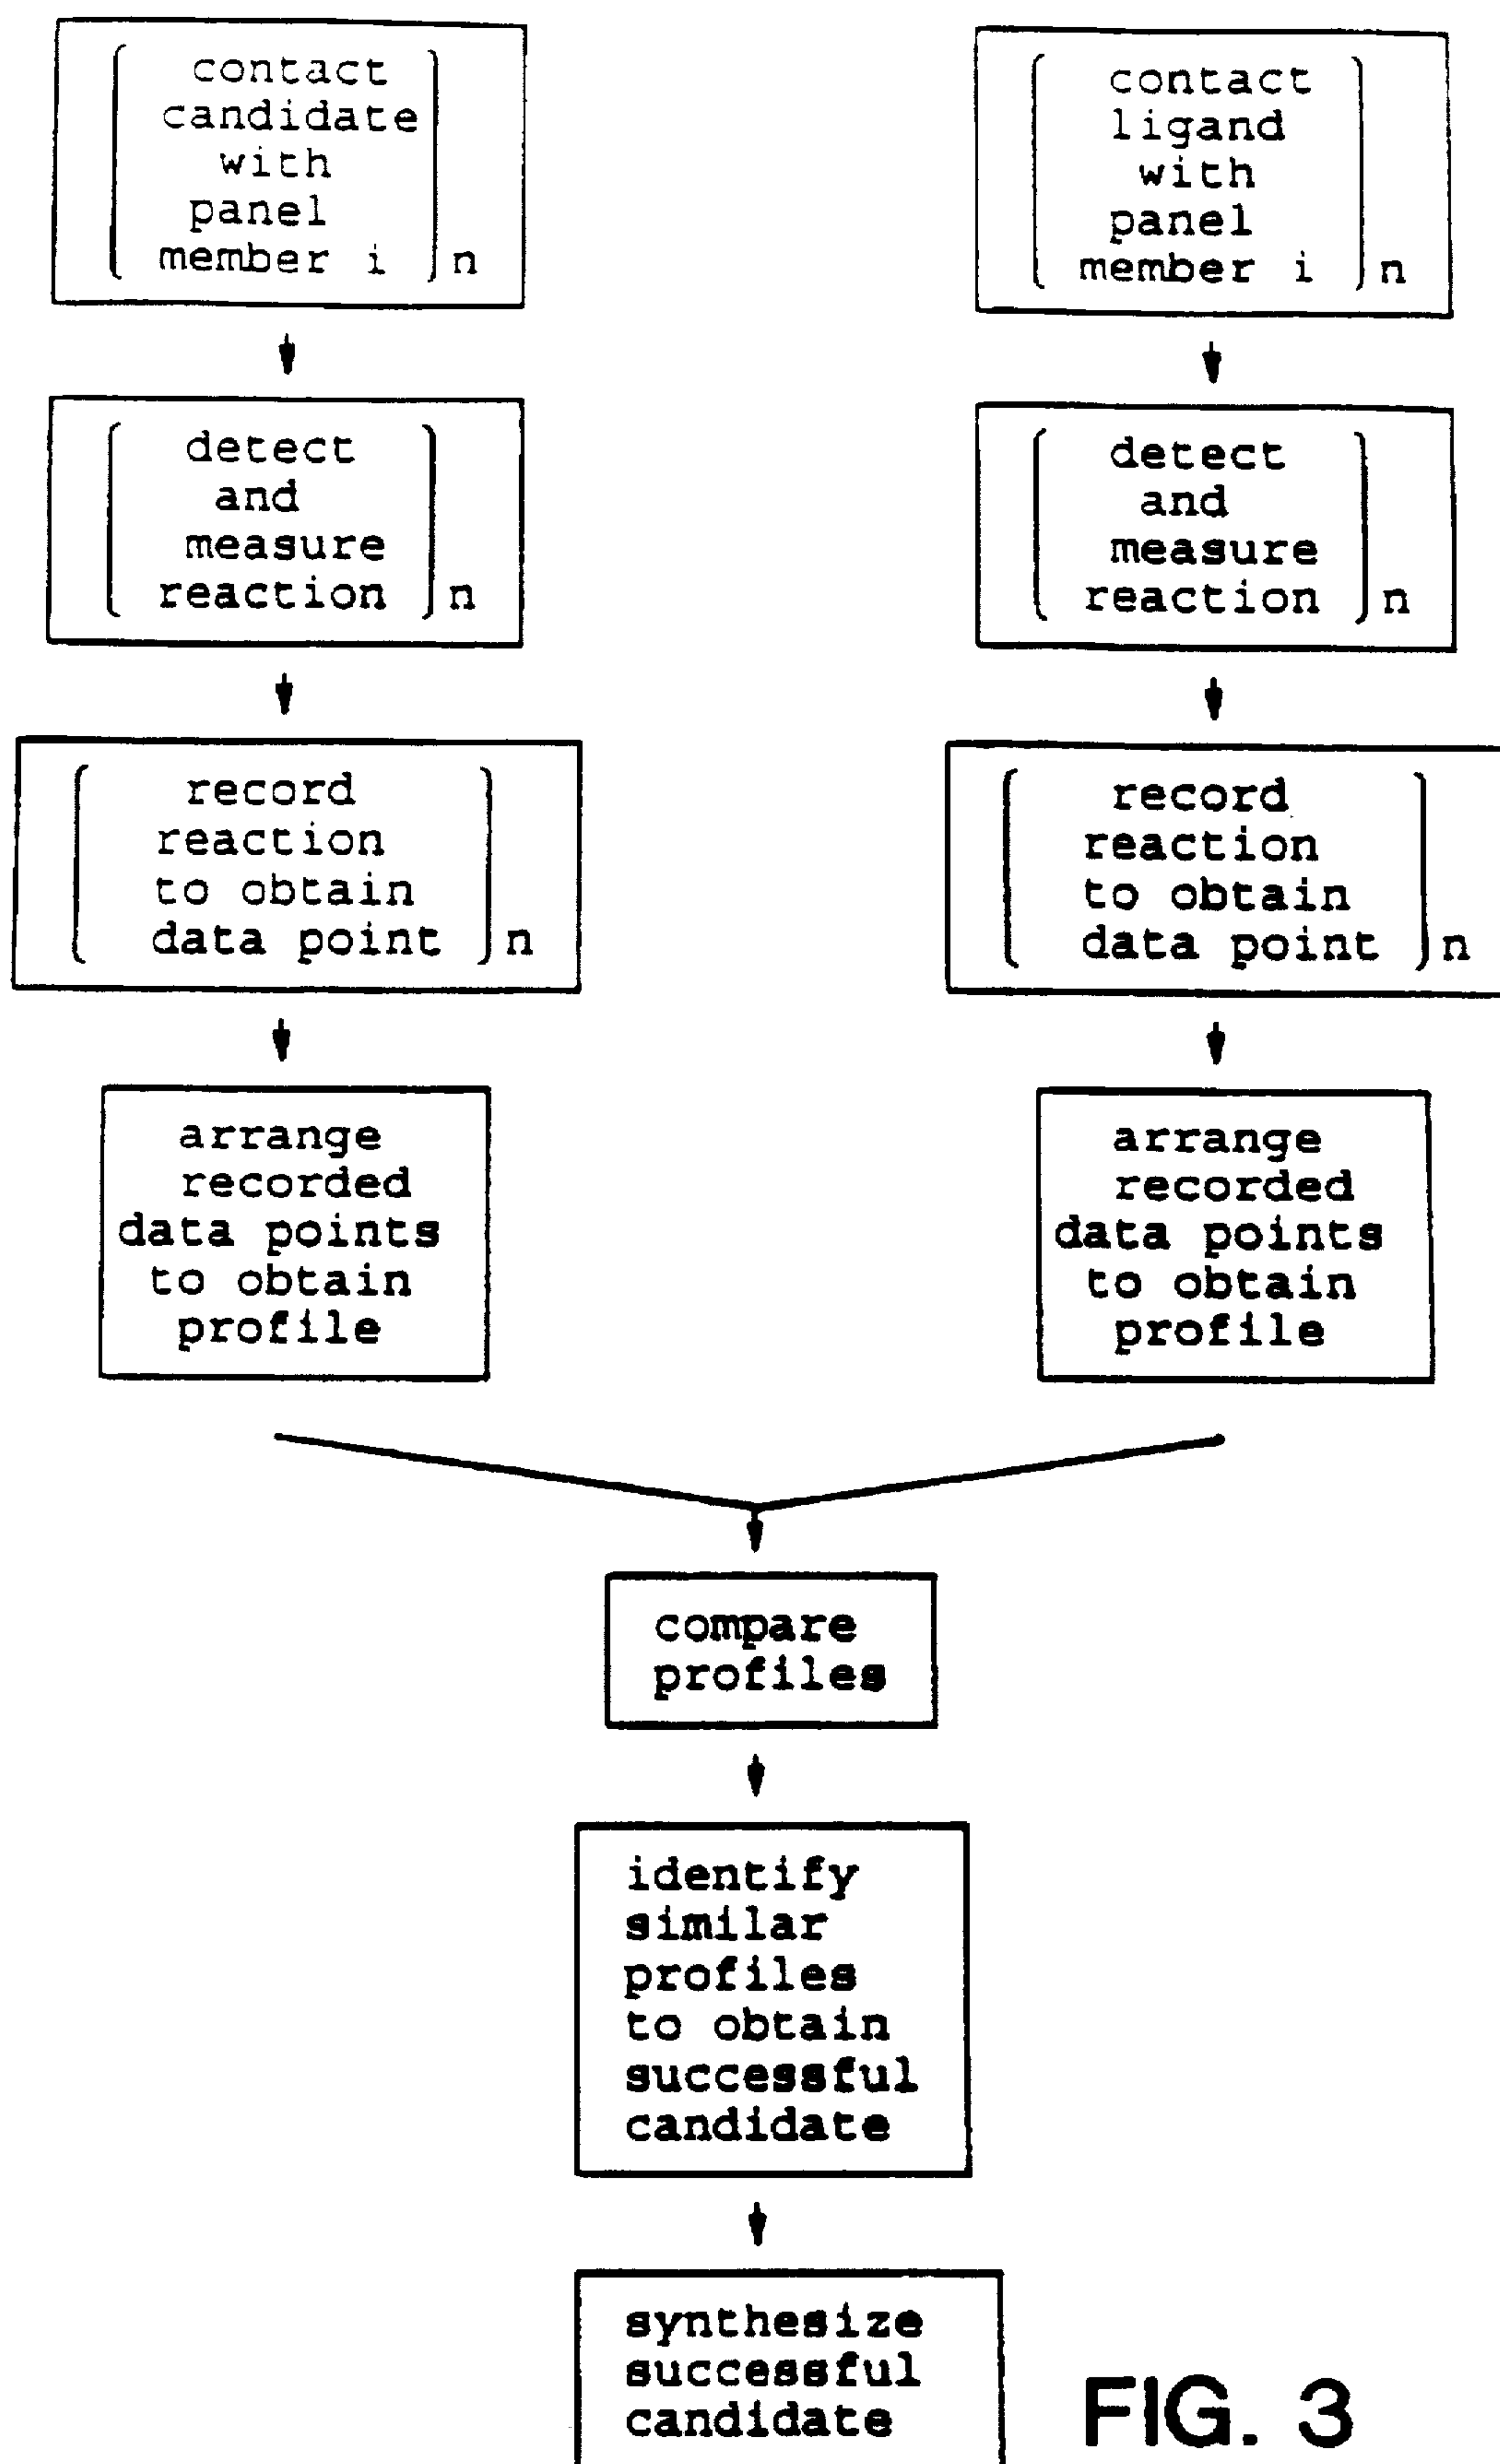 contact
candidate
with
panel
member i n
detect
and
measure
reaction n
record
reaction
to obtain
data point n
arrange
recorded
data points
to obtain
profile
contact
ligand
with
panel
member i n
detect
and
measure
reaction n
record
reaction
to obtain
data point n
arrange
recorded
data points
to obtain
profile
compare
profiles
identify
similar
profiles
to obtain
successful
candidate
synthesize
successful
candidate
FIG. 3